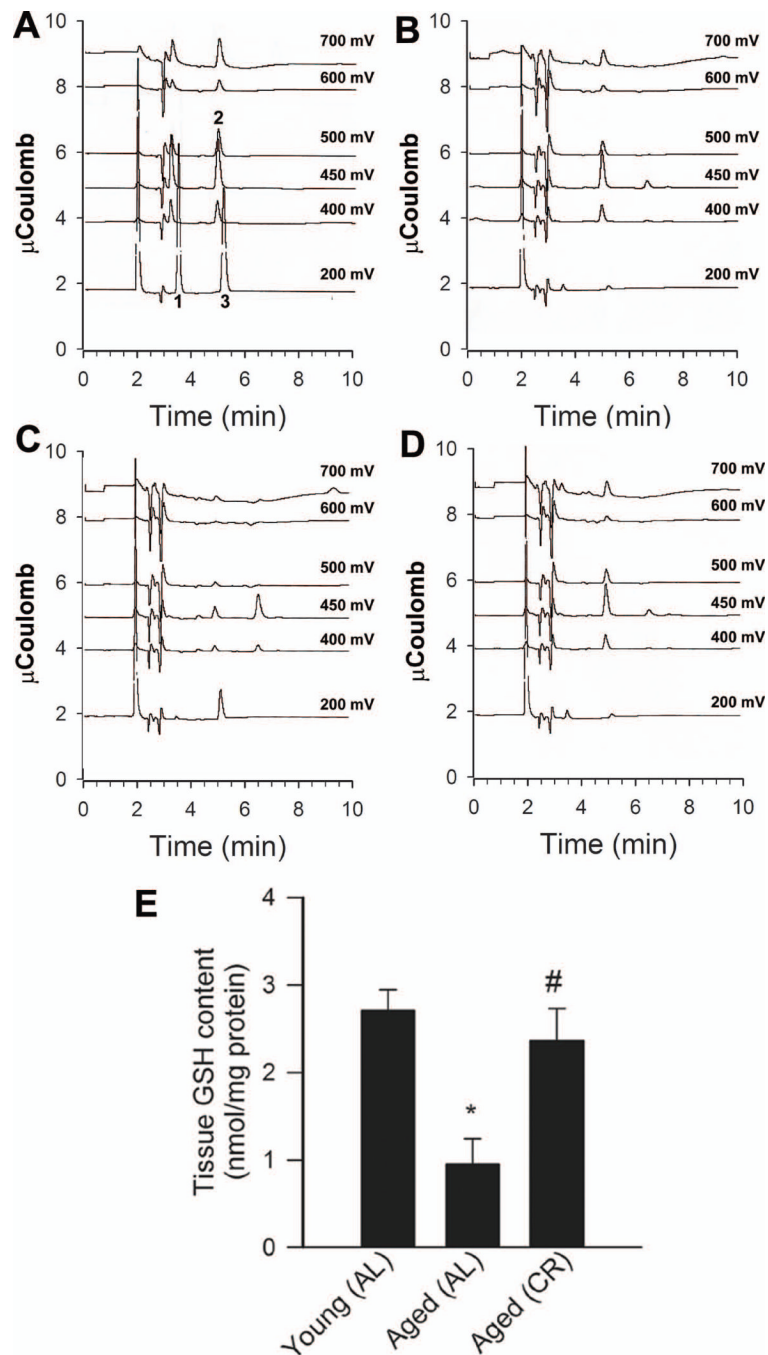 A
10
8
6
4
2
0
μCoulomb
700 mV
600 mV
2
500 mV
450 mV
400 mV
200 mV
1
3
0
2
4
6
8
10
Time (min)
B
10
8
6
4
2
0
μCoulomb
700 mV
600 mV
500 mV
450 mV
400 mV
200 mV
0
2
4
6
8
10
Time (min)
C
10
8
6
4
2
0
μCoulomb
700 mV
600 mV
500 mV
450 mV
400 mV
200 mV
0
2
4
6
8
10
Time (min)
D
10
8
6
4
2
0
μCoulomb
700 mV
600 mV
500 mV
450 mV
400 mV
200 mV
0
2
4
6
8
10
Time (min)
E
Tissue GSH content
(nmol/mg protein)
4
3
2
1
0
*
#
Young (AL)
Aged (AL)
Aged (CR)